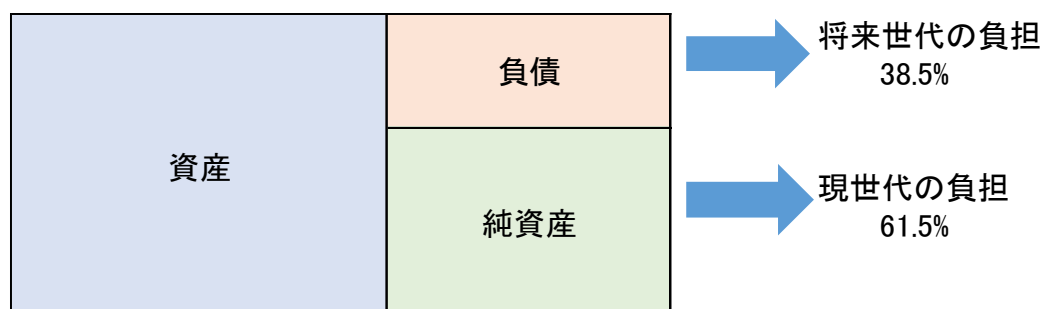 資産
負債
純資産
将来世代の負担
38.5%
現世代の負担
61.5%